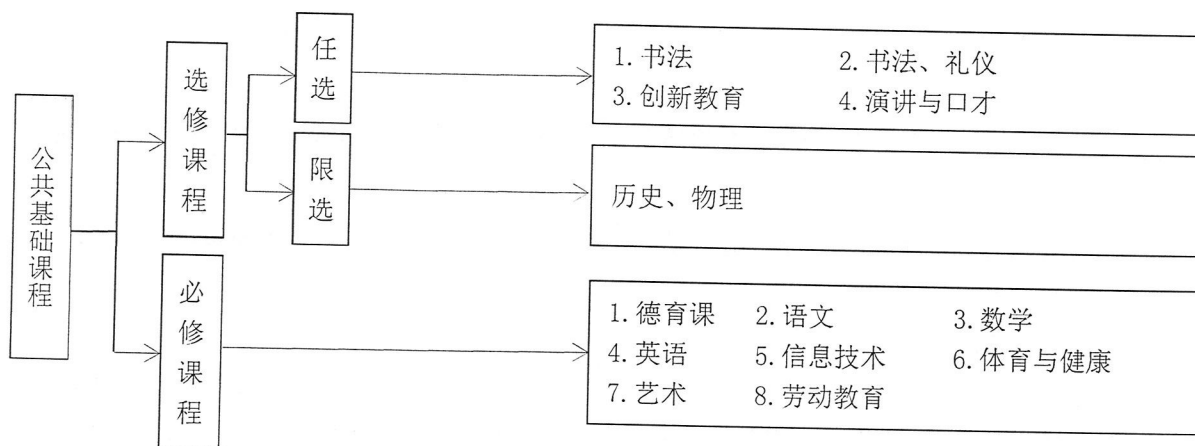 公共基础课程
选修课程
任选
1.书法 2.书法、礼仪
3.创新教育 4.演讲与口才
限选
历史、物理
必修课程
1.德育课 2.语文 3.数学
4.英语 5.信息技术 6.体育与健康
7.艺术 8.劳动教育